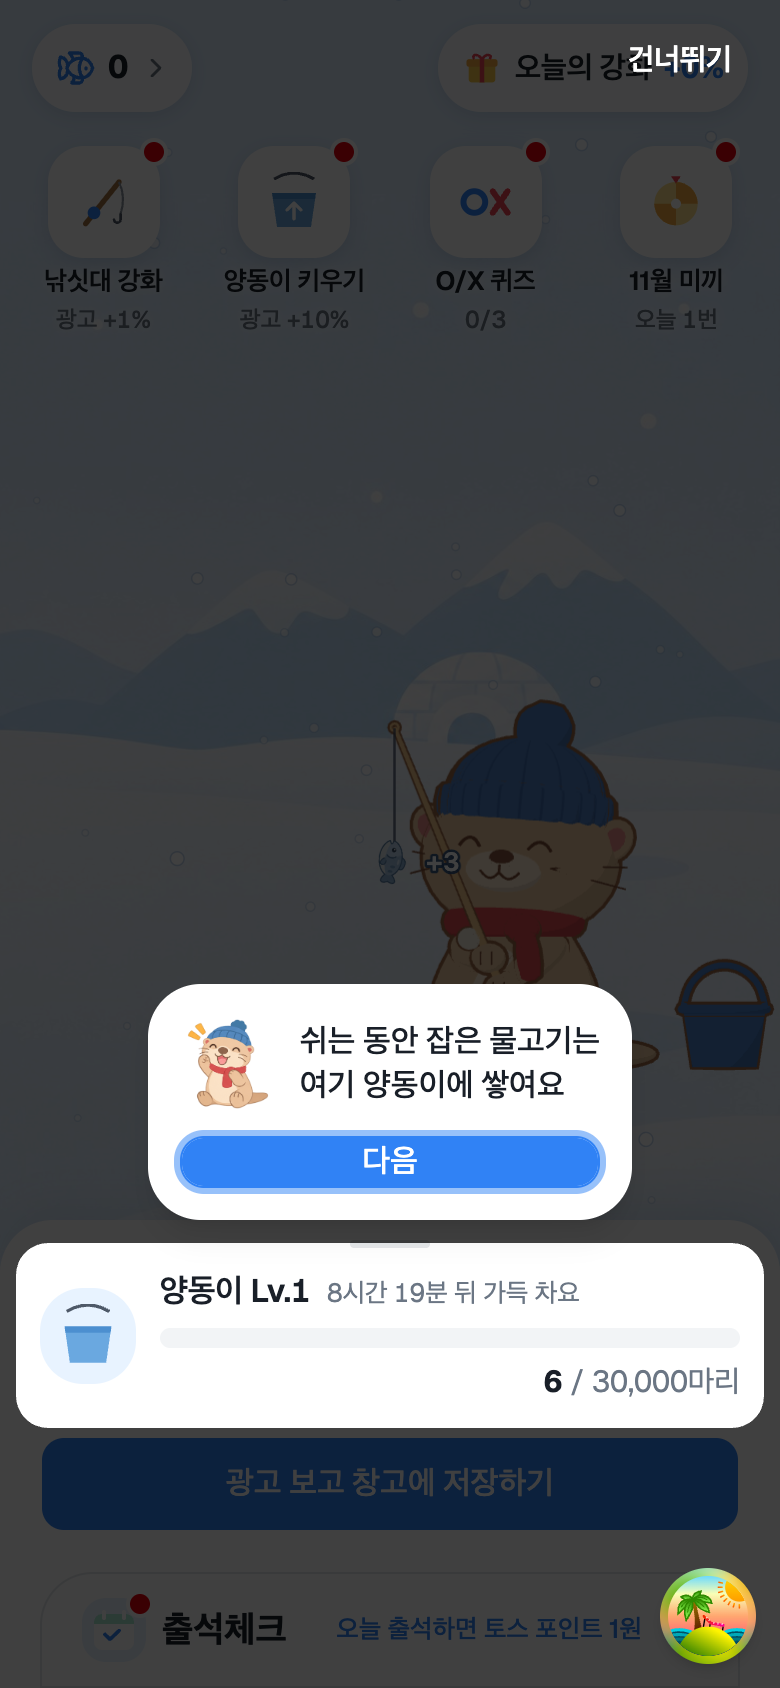 0
오늘의 강화 +0%
건너뛰기
OX
낚싯대 강화
양동이 키우기
O/X 퀴즈
11월 미끼
광고 +1%
광고 +10%
0/3
오늘 1번
+3
쉬는 동안 잡은 물고기는
여기 양동이에 쌓여요
다음
양동이 Lv.1 8시간 19분 뒤 가득 차요
6 / 30,000마리
광고 보고 창고에 저장하기
출석체크 오늘 출석하면 토스 포인트 1원